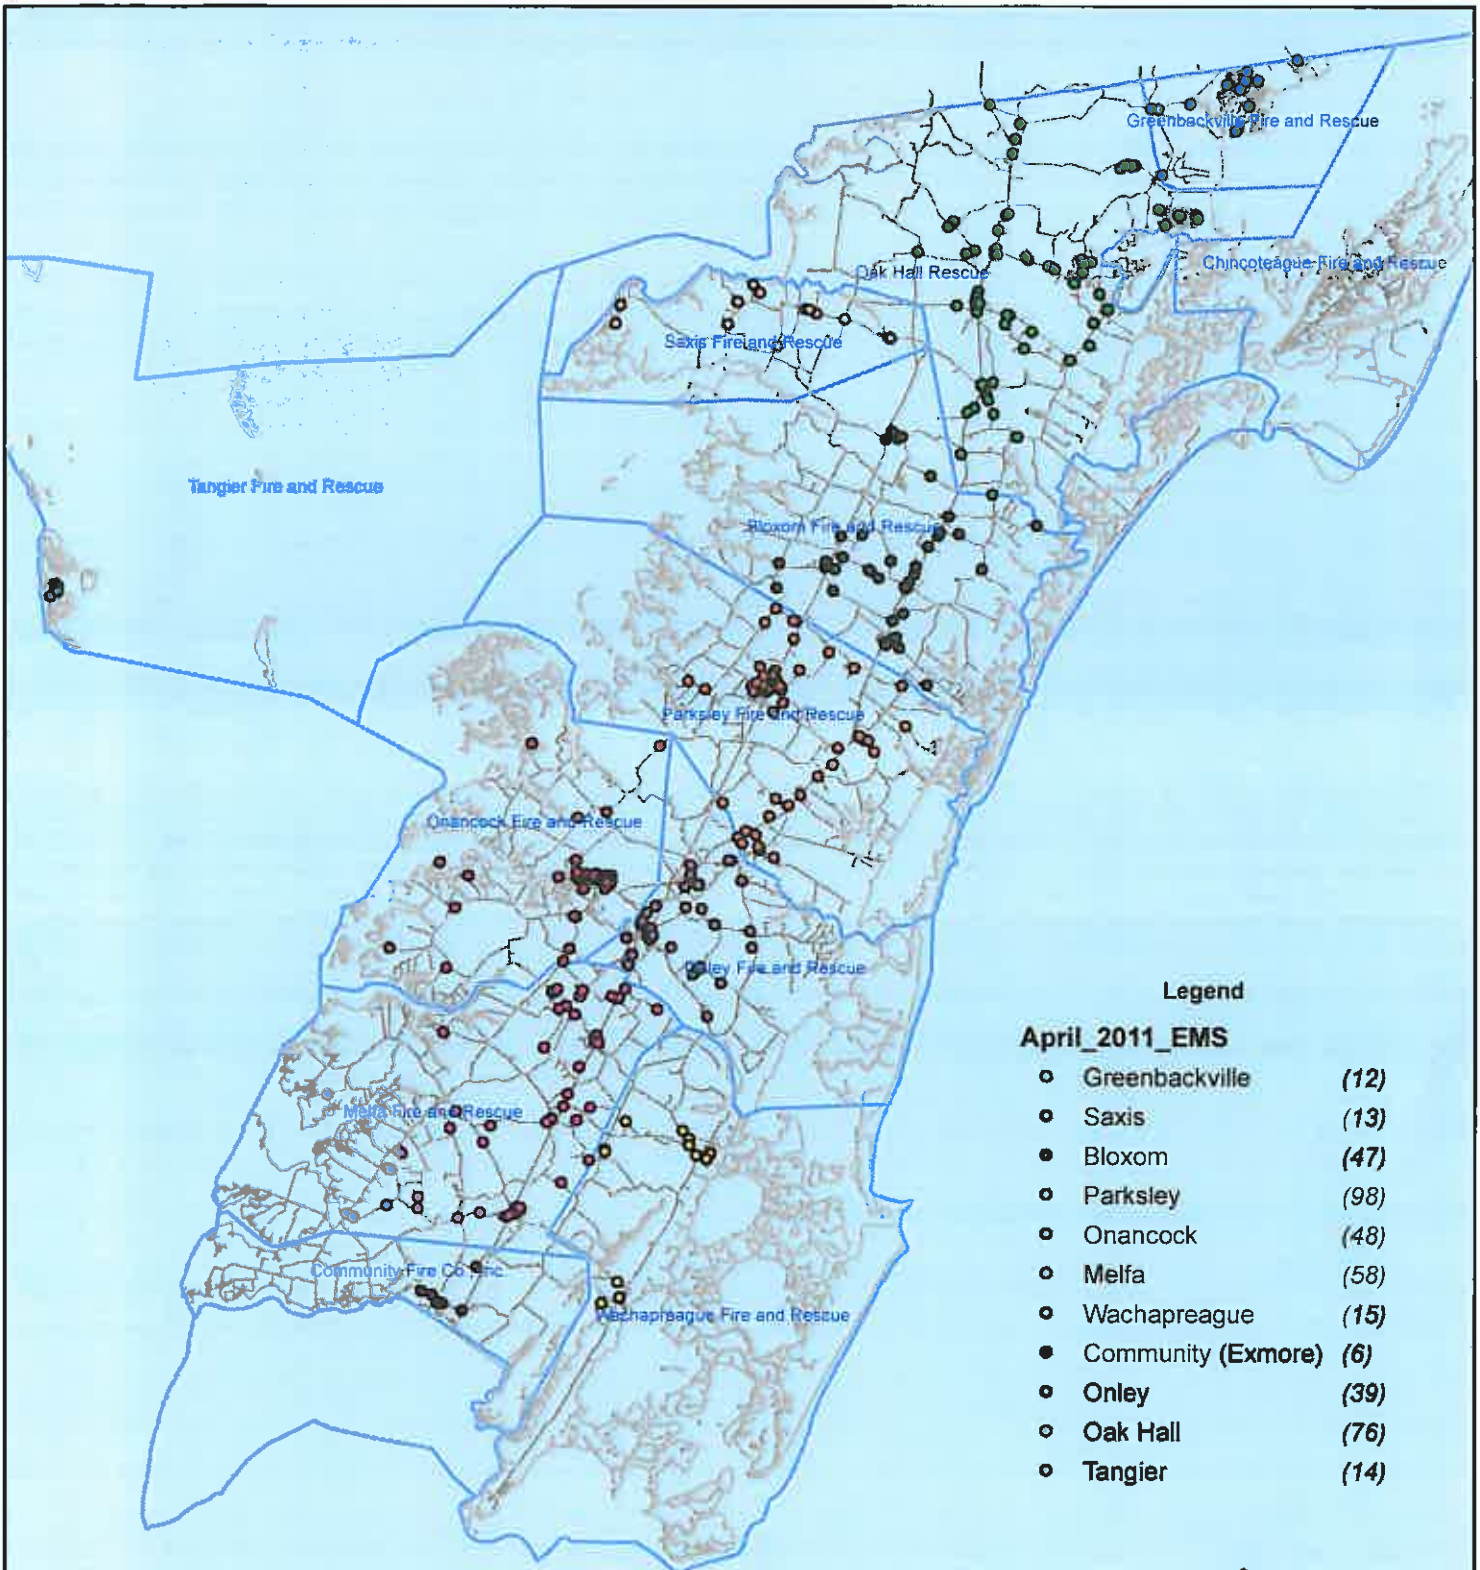 Greenbackville Fire and Rescue
Chincoteague Fire and Rescue
Oak Hall Rescue
Saxis Fire and Rescue
Tangier Fire and Rescue
Bloxom Fire and Rescue
Parksley Fire and Rescue
Onancock Fire and Rescue
Onley Fire and Rescue
Melfa Fire and Rescue
Community Fire Co., Inc.
Wachapreague Fire and Rescue
Legend
April_2011_EMS
Greenbackville (12)
Saxis (13)
Bloxom (47)
Parksley (98)
Onancock (48)
Melfa (58)
Wachapreague (15)
Community (Exmore) (6)
Onley (39)
Oak Hall (76)
Tangier (14)